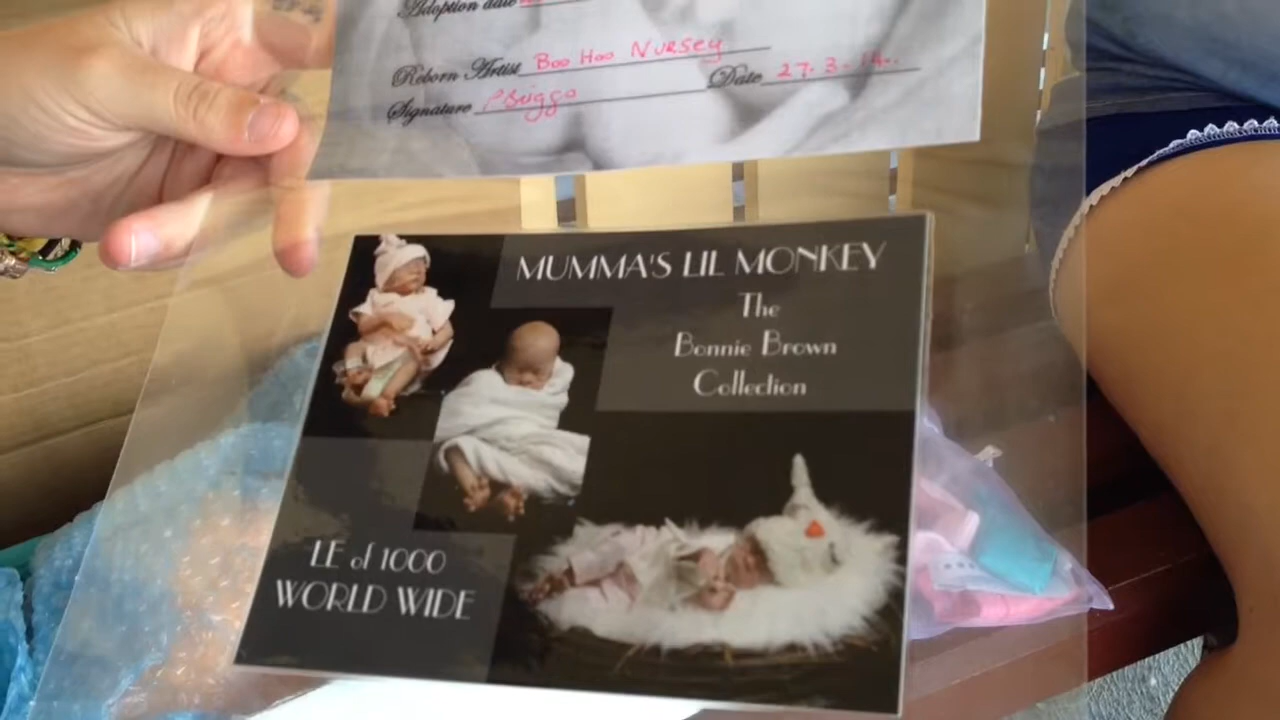 Adoption date
Reborn Artist Boo Hoo Nursey
Date 27.3.14..
Signature PBriggs
MUMMA'S LIL MONKEY
The
Bonnie Brown
Collection
LE of 1000
WORLD WIDE